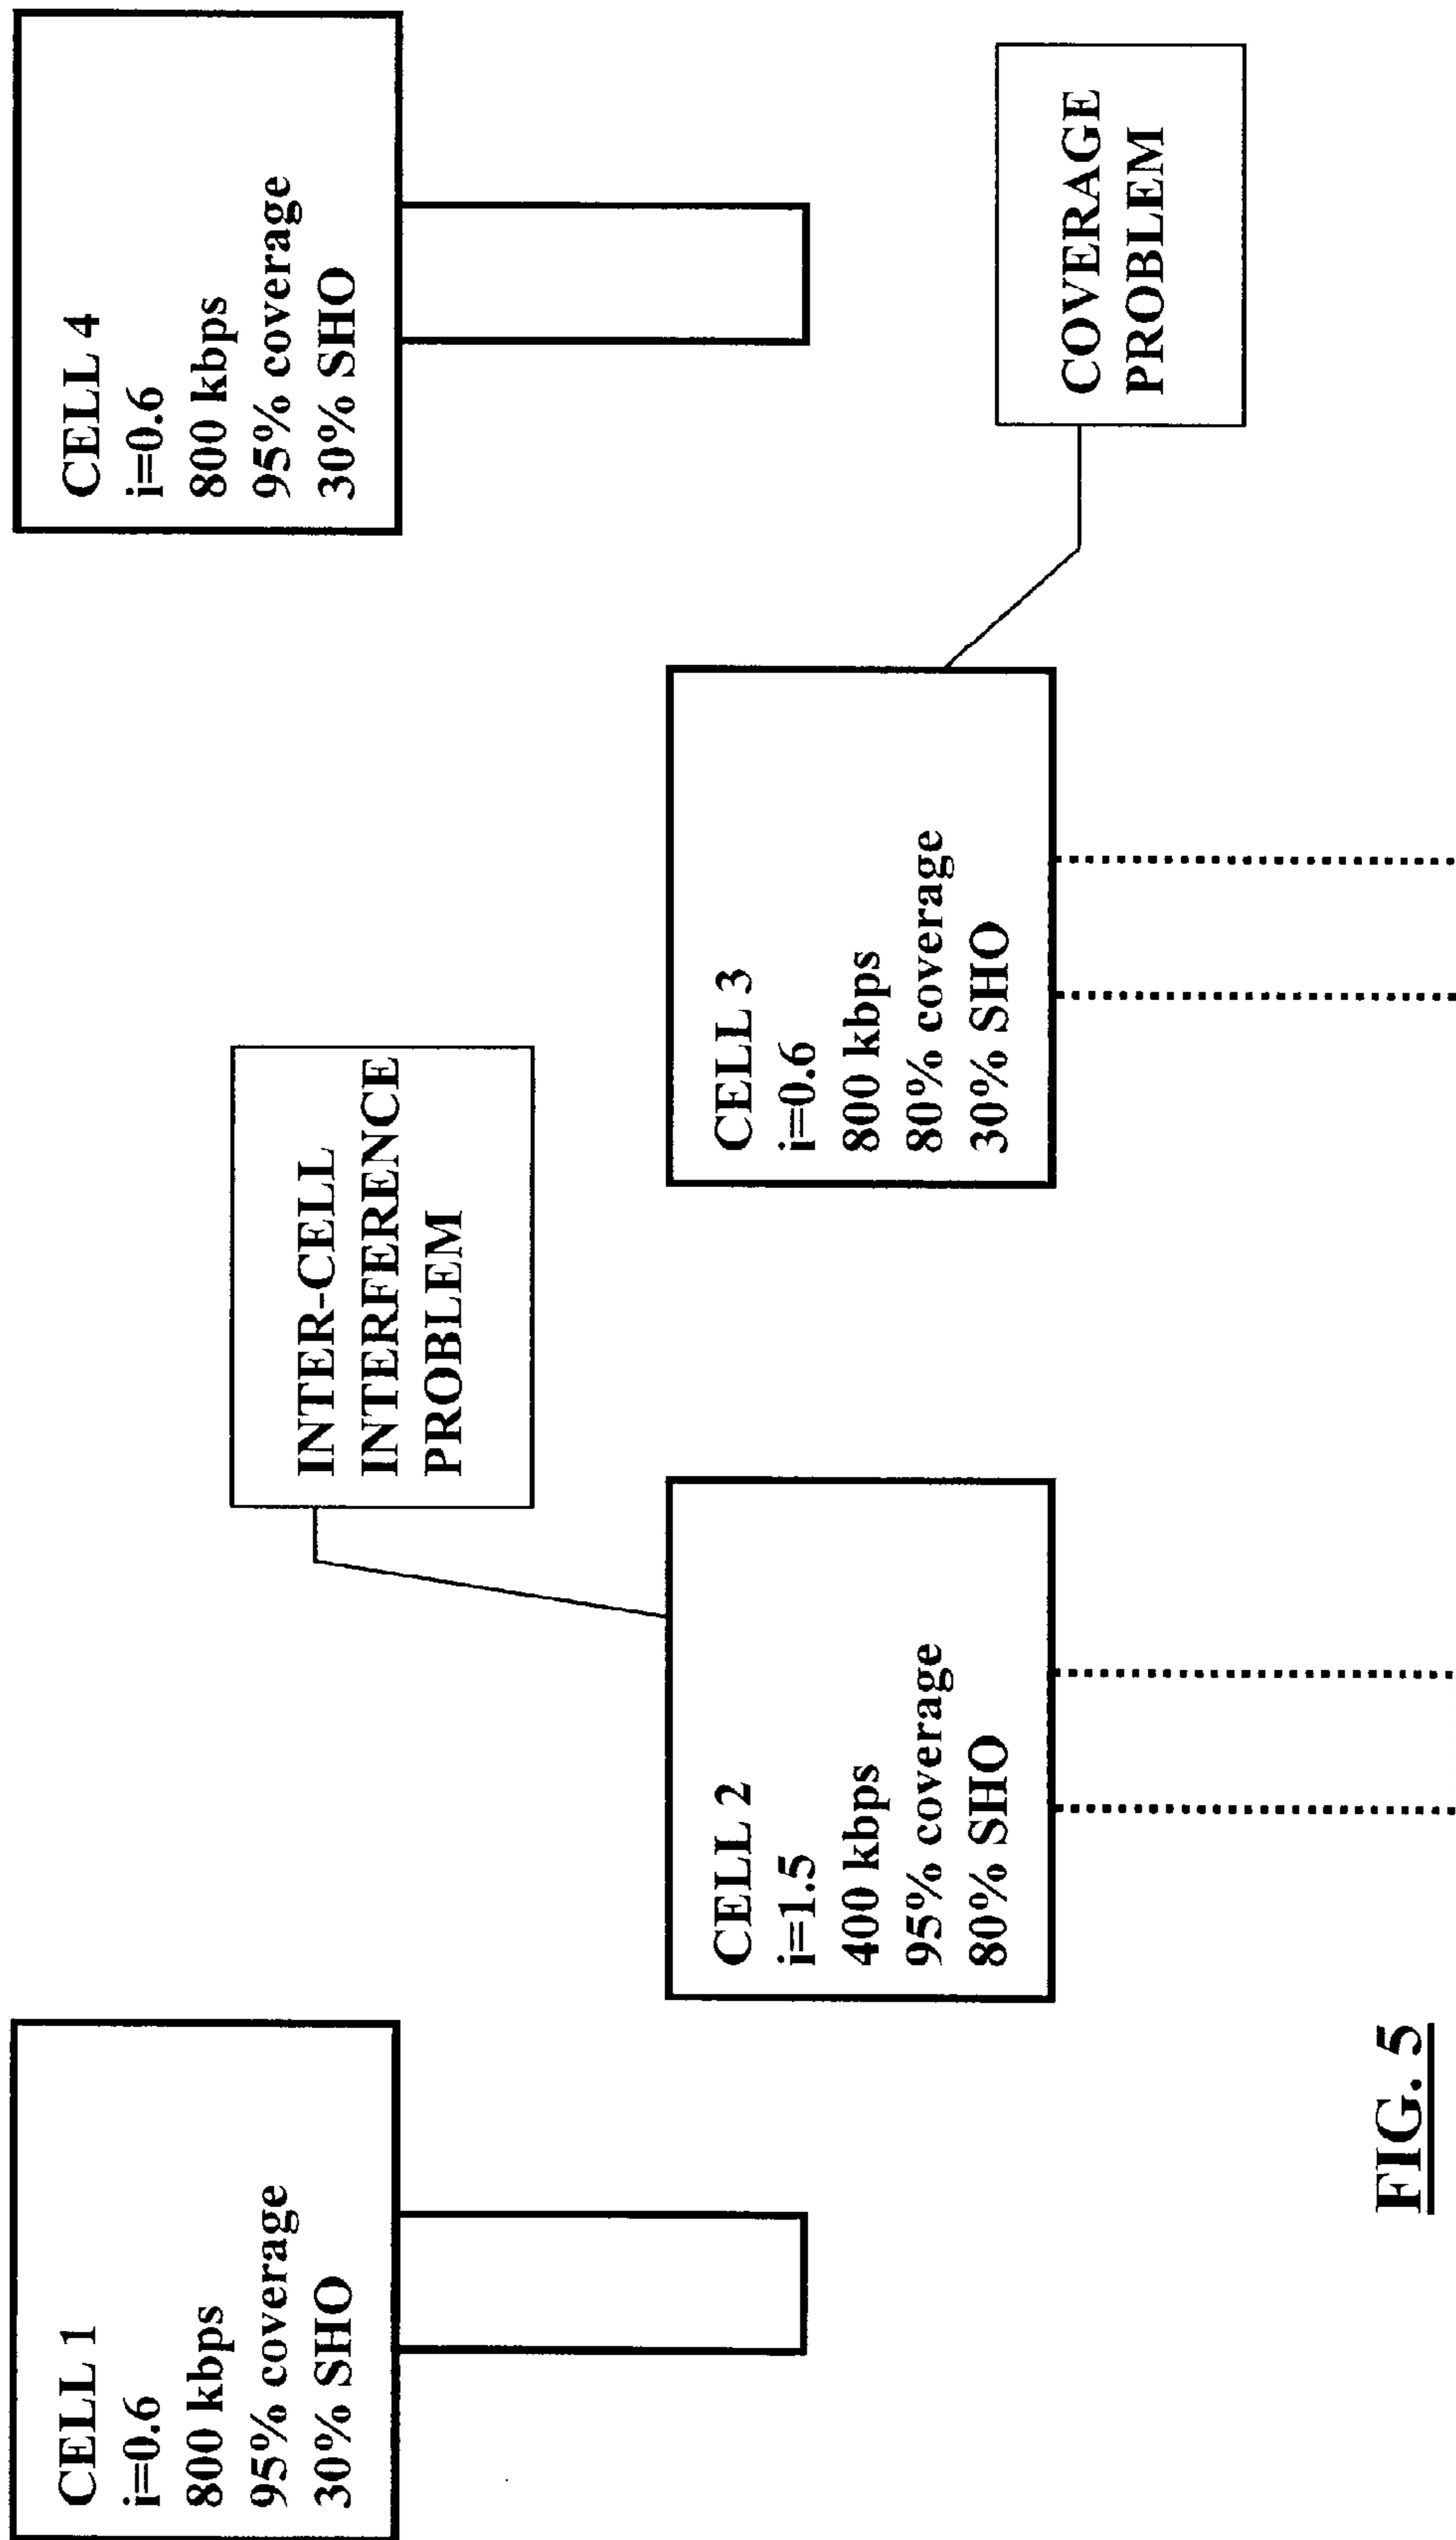 CELL 1
i=0.6
800 kbps
95% coverage
30% SHO
INTER-CELL
INTERFERENCE
PROBLEM
CELL 2
i=1.5
400 kbps
95% coverage
80% SHO
CELL 3
i=0.6
800 kbps
80% coverage
30% SHO
CELL 4
i=0.6
800 kbps
95% coverage
30% SHO
COVERAGE
PROBLEM
FIG. 5